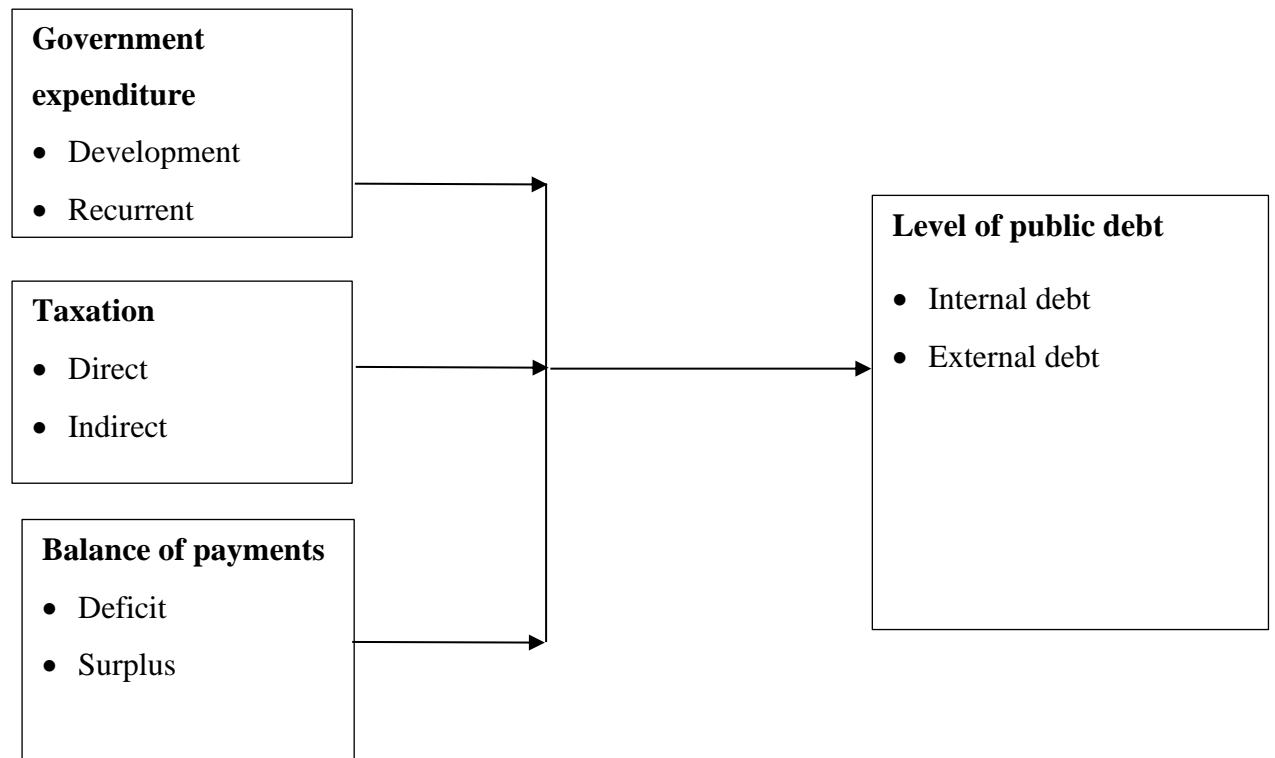 Government
expenditure
• Development
• Recurrent
Taxation
• Direct
• Indirect
Balance of payments
• Deficit
• Surplus
Level of public debt
• Internal debt
• External debt